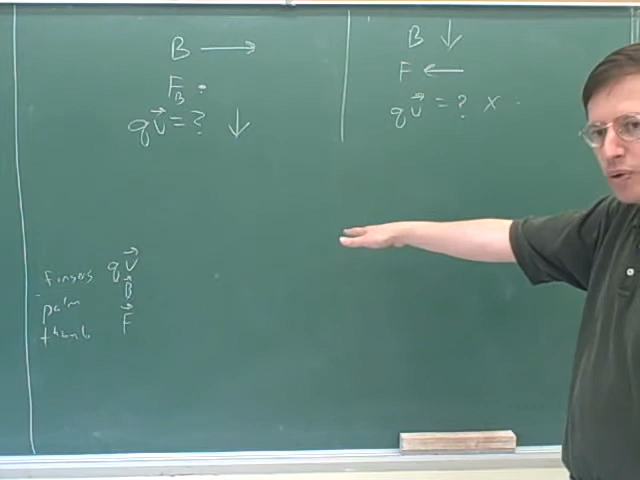 B →
F_B •
qv⃗ = ? ↓
B ↓
F ←
qv⃗ = ? x .
fingers qv⃗
palm B⃗
thumb F⃗